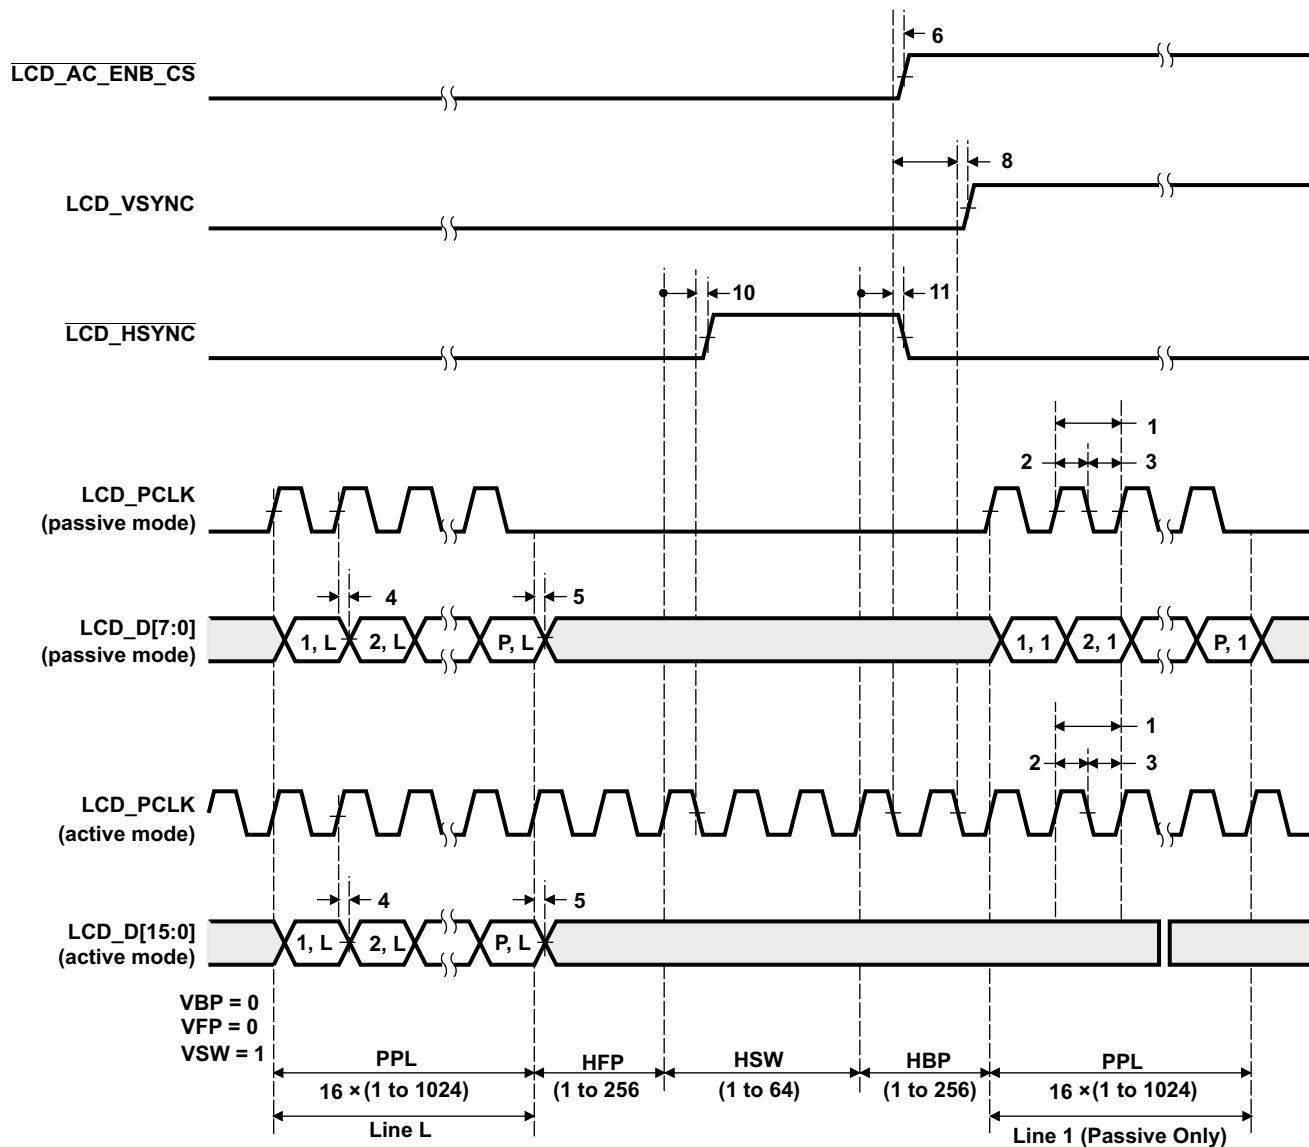 6
LCD_AC_ENB_CS
8
LCD_VSYNC
10
11
LCD_HSYNC
1
2
3
LCD_PCLK
(passive mode)
4
5
LCD_D[7:0]
(passive mode)
1, L
2, L
P, L
1, 1
2, 1
P, 1
1
2
3
LCD_PCLK
(active mode)
4
5
LCD_D[15:0]
(active mode)
1, L
2, L
P, L
VBP = 0
VFP = 0
VSW = 1
PPL
16 × (1 to 1024)
HFP
(1 to 256
HSW
(1 to 64)
HBP
(1 to 256)
PPL
16 × (1 to 1024)
Line L
Line 1 (Passive Only)